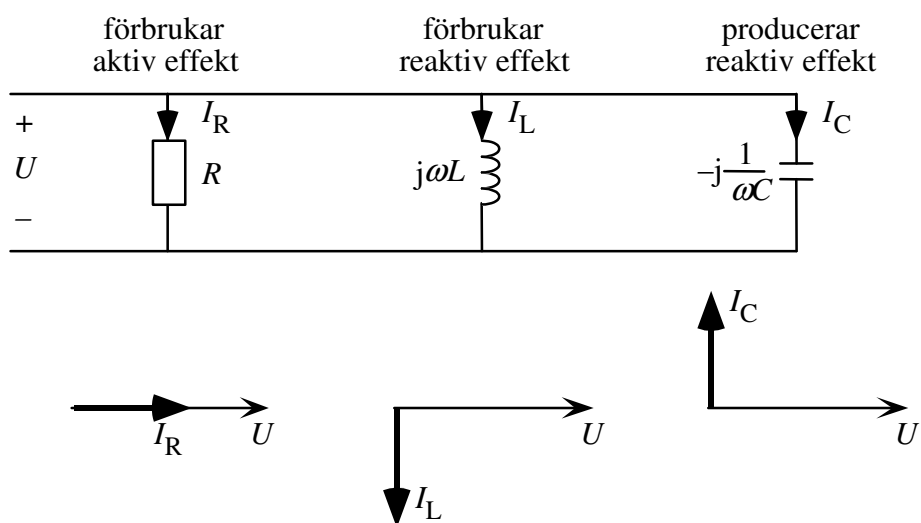 förbrukar
aktiv effekt
förbrukar
reaktiv effekt
producerar
reaktiv effekt
+
U
–
I_R
R
I_L
jωL
I_C
–j 1/ωC
I_R
U
I_L
U
I_C
U